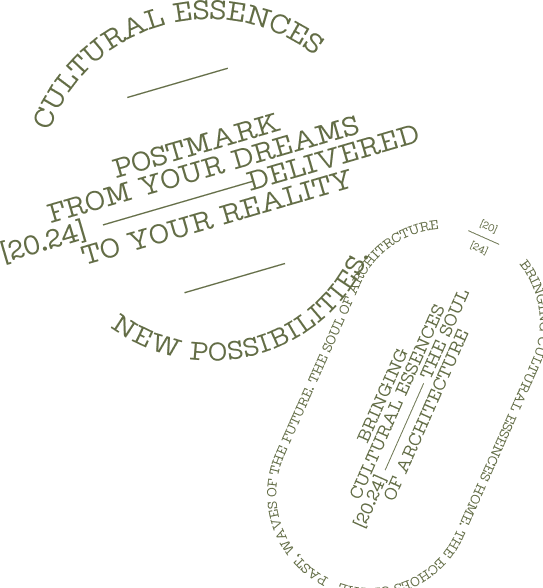 CULTURAL ESSENCES
POSTMARK
FROM YOUR DREAMS
[20.24] DELIVERED
TO YOUR REALITY
NEW POSSIBILITIES.
[20]
[24]
BRINGING CULTURAL ESSENCES HOME. THE ECHOES
PAST, WAVES OF THE FUTURE. THE SOUL OF ARCHITRCTURE
BRINGING
CULTURAL ESSENCES
[20.24] THE SOUL
OF ARCHITECTURE